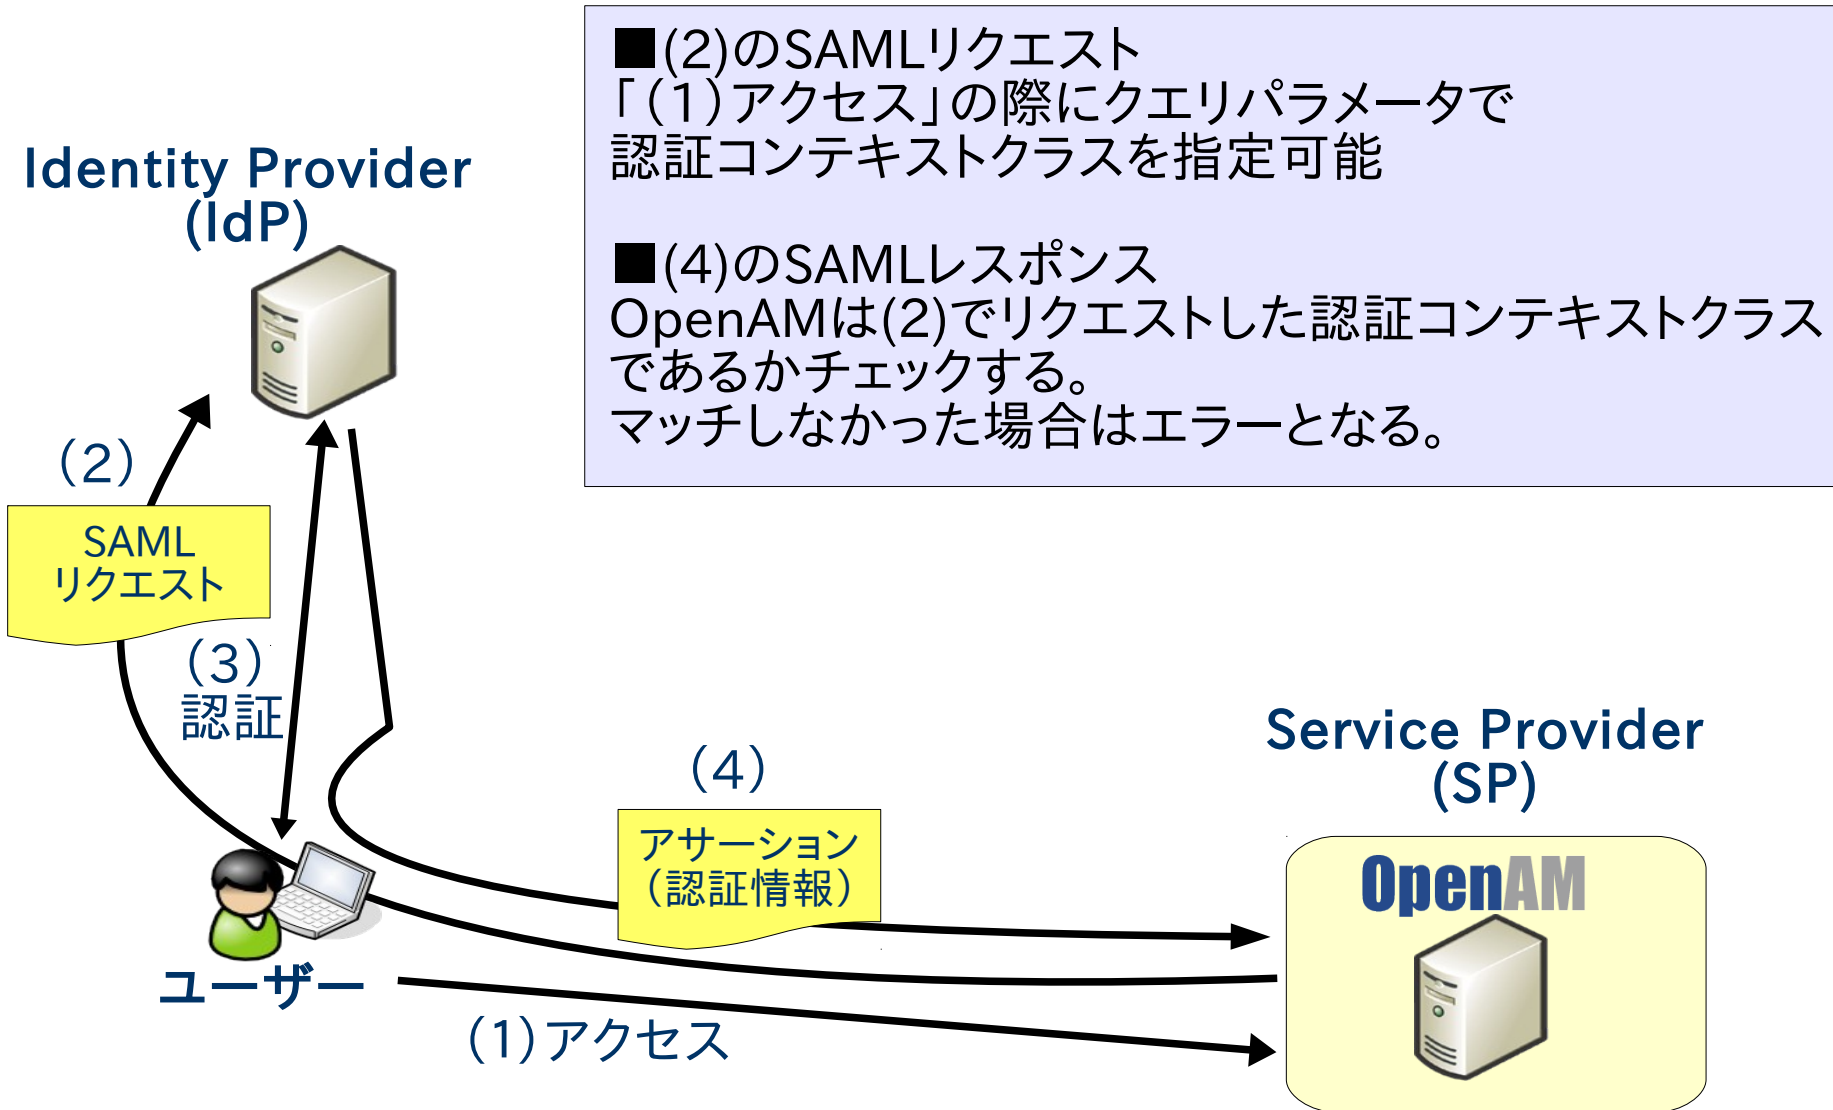 ■(2)のSAMLリクエスト
「(1)アクセス」の際にクエリパラメータで
認証コンテキストクラスを指定可能
■(4)のSAMLレスポンス
OpenAMは(2)でリクエストした認証コンテキストクラス
であるかチェックする。
マッチしなかった場合はエラーとなる。
Identity Provider
(IdP)
(2)
SAML
リクエスト
(3)
認証
(4)
アサーション
(認証情報)
Service Provider
(SP)
OpenAM
ユーザー
(1)アクセス